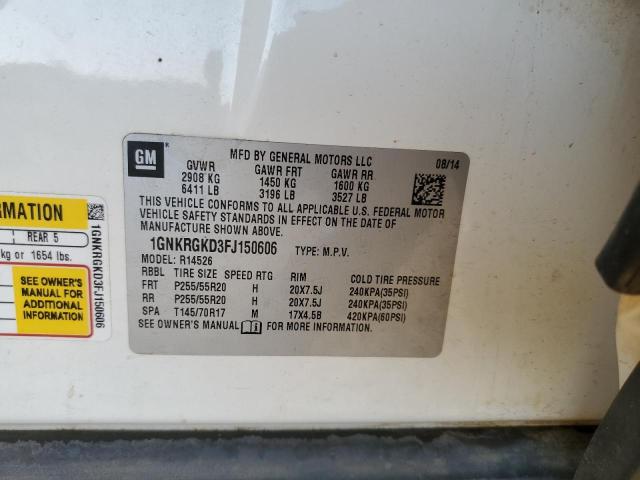 GM
MFD BY GENERAL MOTORS LLC 08/14
GVWR GAWR FRT GAWR RR
2908 KG 1450 KG 1600 KG
6411 LB 3196 LB 3527 LB
THIS VEHICLE CONFORMS TO ALL APPLICABLE U.S. FEDERAL MOTOR
VEHICLE SAFETY STANDARDS IN EFFECT ON THE DATE OF
MANUFACTURE SHOWN ABOVE.
1GNKRGKD3FJ150606 TYPE: M.P.V.
MODEL: R14526
RBBL TIRE SIZE SPEED RTG RIM COLD TIRE PRESSURE
FRT P255/55R20 H 20X7.5J 240KPA(35PSI)
RR P255/55R20 H 20X7.5J 240KPA(35PSI)
SPA T145/70R17 M 17X4.5B 420KPA(60PSI)
SEE OWNER'S MANUAL FOR MORE INFORMATION.
RMATION
REAR 5
kg or 1654 lbs.
SEE OWNER'S
MANUAL FOR
ADDITIONAL
INFORMATION
1GNKRGKD3FJ150606